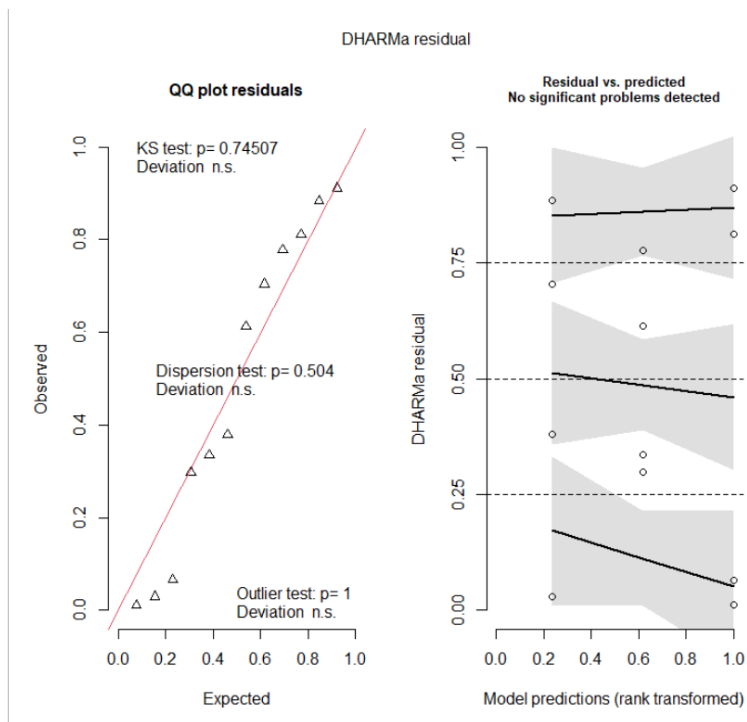 DHARMa residual
QQ plot residuals
KS test: p= 0.74507
Deviation n.s.
Dispersion test: p= 0.504
Deviation n.s.
Outlier test: p= 1
Deviation n.s.
Observed
0.0
0.2
0.4
0.6
0.8
1.0
0.0 0.2 0.4 0.6 0.8 1.0
Expected
Residual vs. predicted
No significant problems detected
DHARMa residual
0.00
0.25
0.50
0.75
1.00
0.0 0.2 0.4 0.6 0.8 1.0
Model predictions (rank transformed)